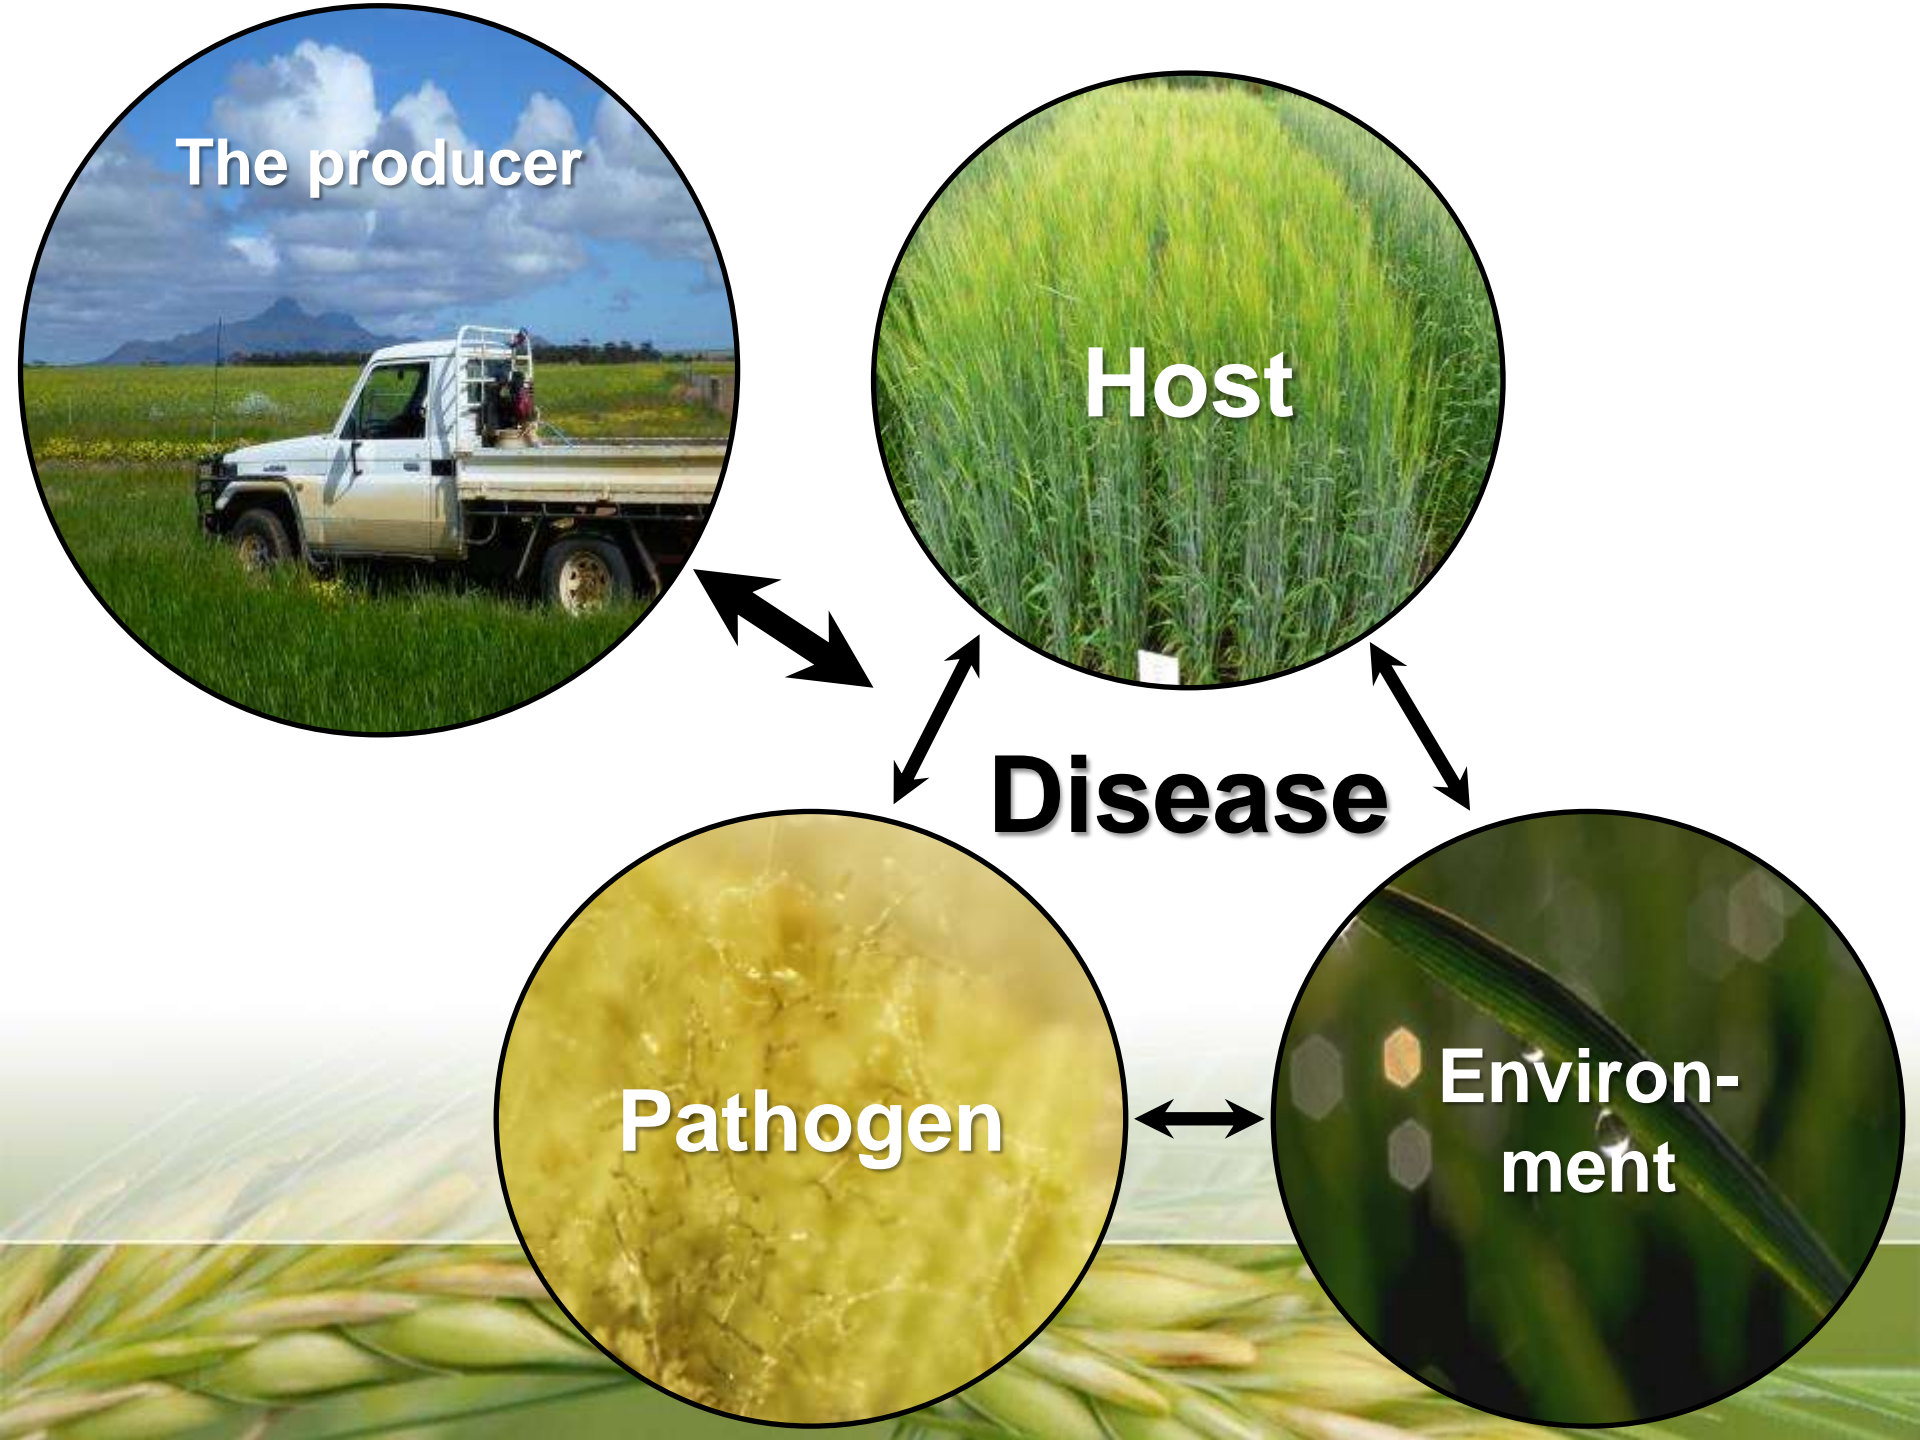 The producer
Host
Disease
Pathogen
Environ-
ment